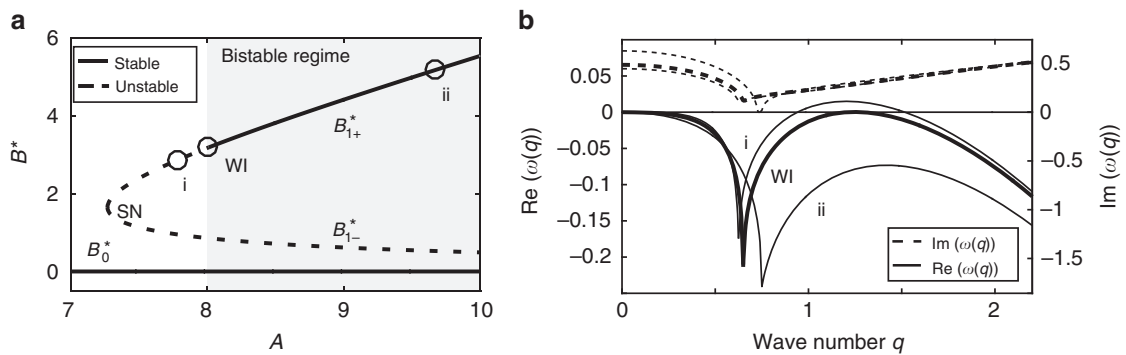 a
6
4
2
0
B*
Stable
Unstable
Bistable regime
ii
B*1+
WI
i
SN
B*1−
B*0
7
8
9
10
A
b
0.05
0
−0.05
−0.1
−0.15
−0.2
Re (ω(q))
i
WI
ii
Im (ω(q))
Re (ω(q))
0.5
0
−0.5
−1
−1.5
Im (ω(q))
0
1
2
Wave number q